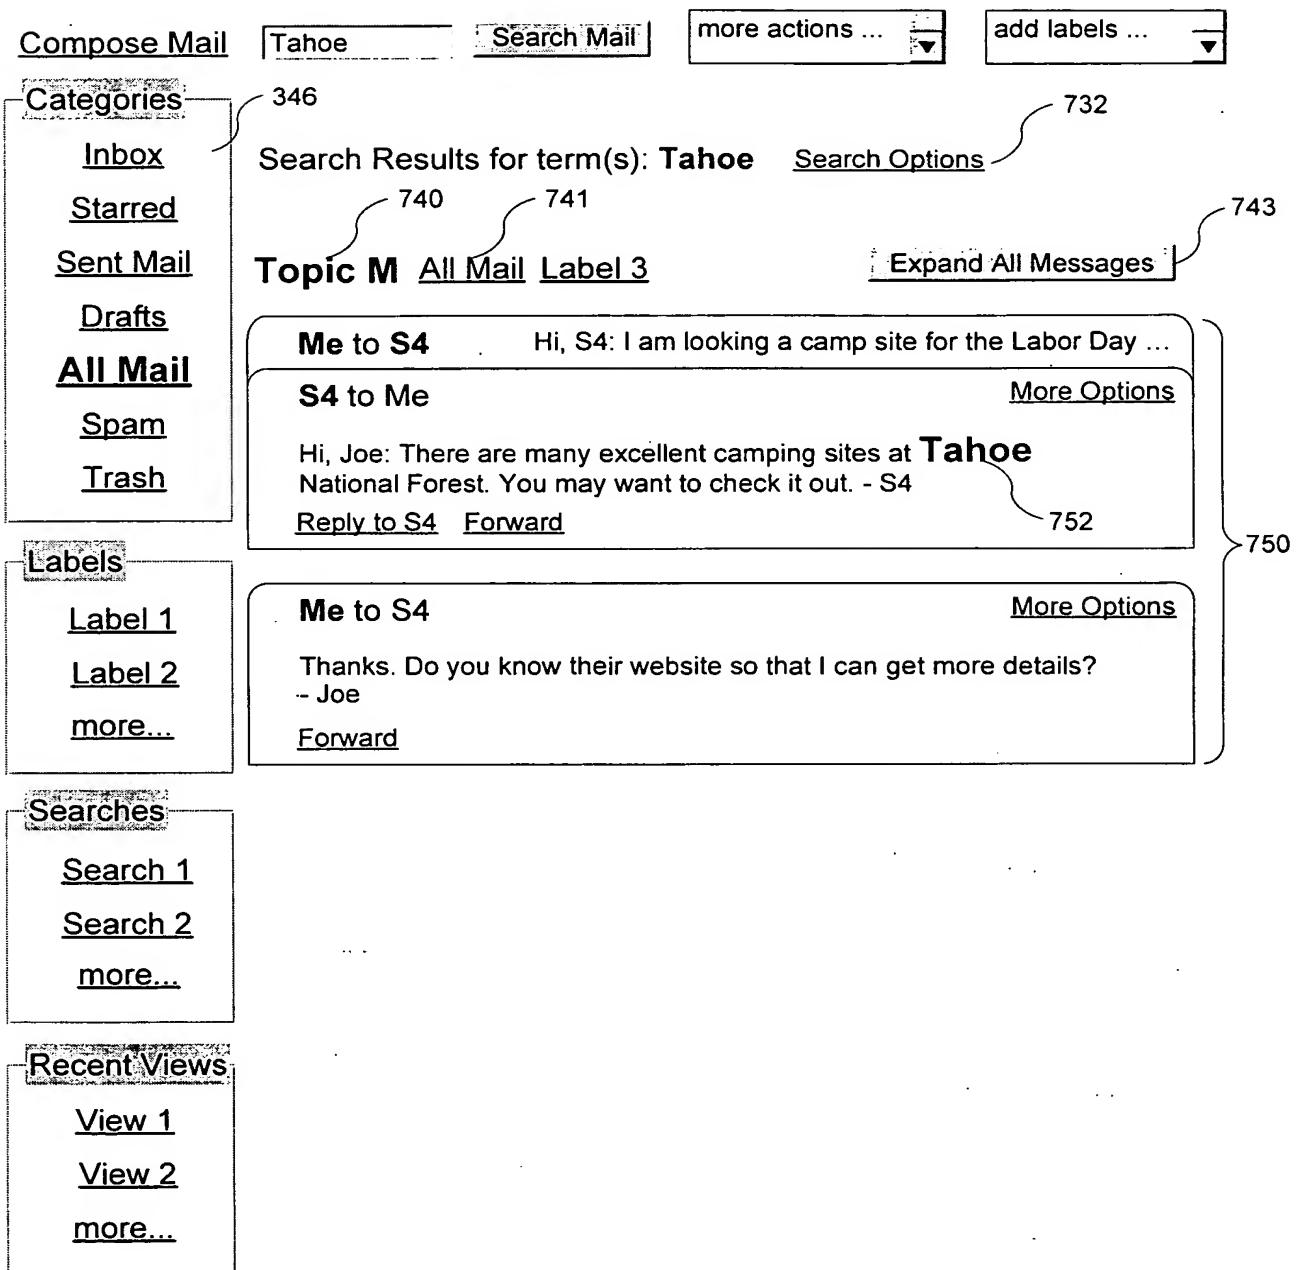 Compose Mail Tahoe Search Mail more actions ... add labels ...
Categories
346
Inbox
Starred
Sent Mail
Drafts
All Mail
Spam
Trash
Labels
Label 1
Label 2
more...
Searches
Search 1
Search 2
more...
Recent Views
View 1
View 2
more...
732
Search Results for term(s): Tahoe Search Options
740 741 743
Topic M All Mail Label 3 Expand All Messages
Me to S4 Hi, S4: I am looking a camp site for the Labor Day ...
S4 to Me More Options
Hi, Joe: There are many excellent camping sites at Tahoe
National Forest. You may want to check it out. - S4
Reply to S4 Forward 752
750
Me to S4 More Options
Thanks. Do you know their website so that I can get more details?
-- Joe
Forward